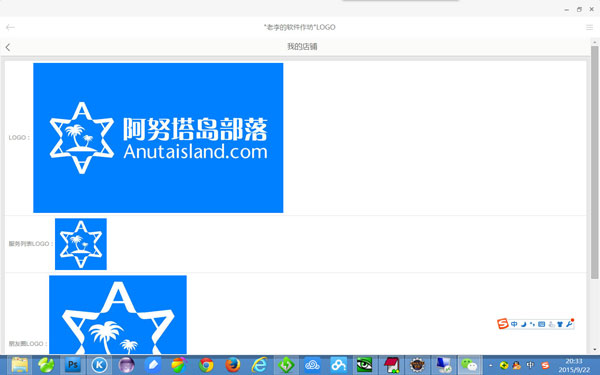 "老李的软件作坊"LOGO
我的店铺
LOGO：
阿努塔岛部落
Anutaisland.com
服务列表LOGO：
朋友圈LOGO：
中
中
20:33
2015/9/22